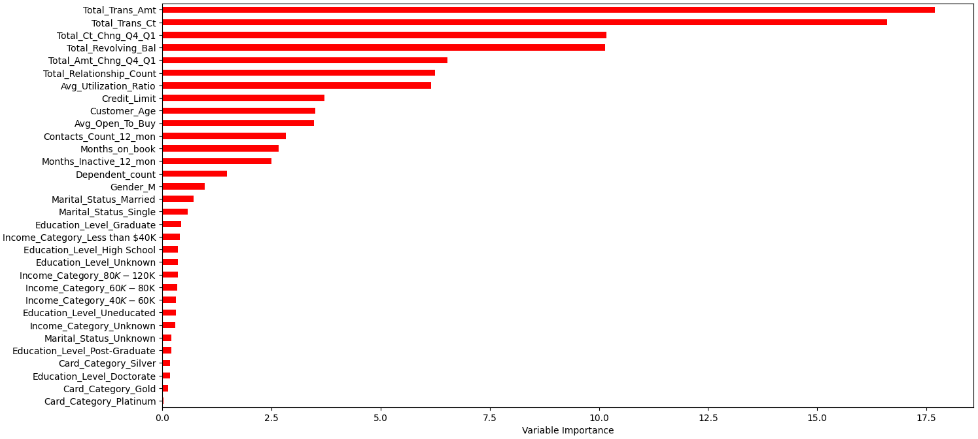 Total_Trans_Amt
Total_Trans_Ct
Total_Ct_Chng_Q4_Q1
Total_Revolving_Bal
Total_Amt_Chng_Q4_Q1
Total_Relationship_Count
Avg_Utilization_Ratio
Credit_Limit
Customer_Age
Avg_Open_To_Buy
Contacts_Count_12_mon
Months_on_book
Months_Inactive_12_mon
Dependent_count
Gender_M
Marital_Status_Married
Marital_Status_Single
Education_Level_Graduate
Income_Category_Less than $40K
Education_Level_High School
Education_Level_Unknown
Income_Category_80K − 120K
Income_Category_60K − 80K
Income_Category_40K − 60K
Education_Level_Uneducated
Income_Category_Unknown
Marital_Status_Unknown
Education_Level_Post-Graduate
Card_Category_Silver
Education_Level_Doctorate
Card_Category_Gold
Card_Category_Platinum
0.0 2.5 5.0 7.5 10.0 12.5 15.0 17.5
Variable Importance